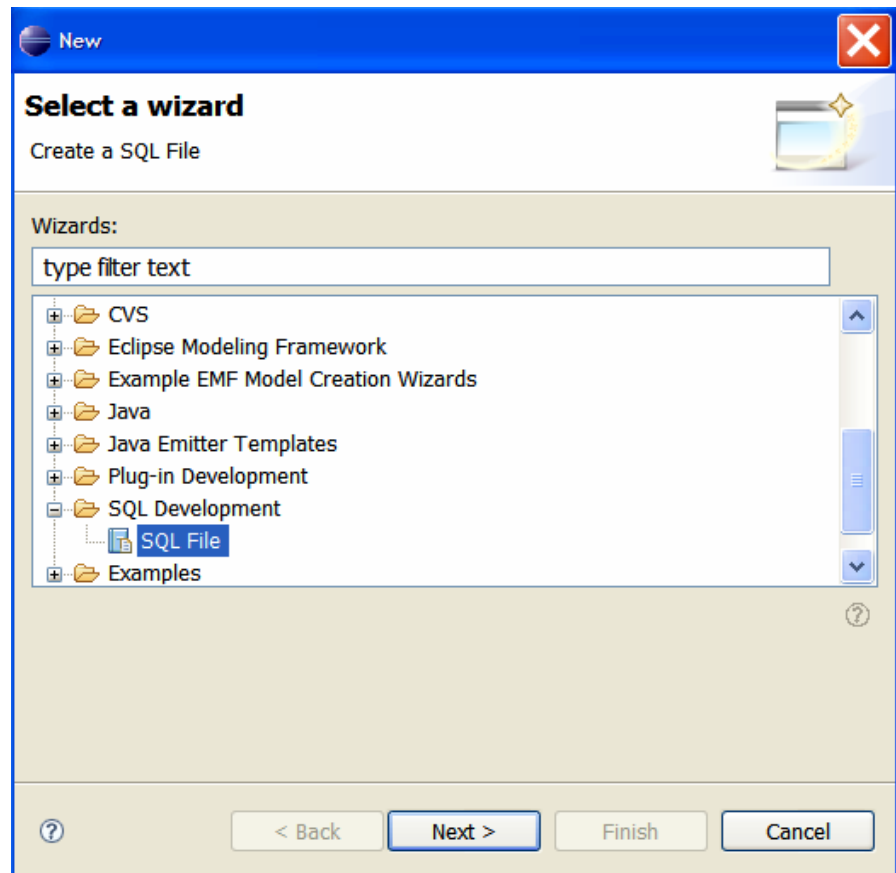 New
Select a wizard
Create a SQL File
Wizards:
type filter text
CVS
Eclipse Modeling Framework
Example EMF Model Creation Wizards
Java
Java Emitter Templates
Plug-in Development
SQL Development
SQL File
Examples
?
? < Back Next > Finish Cancel